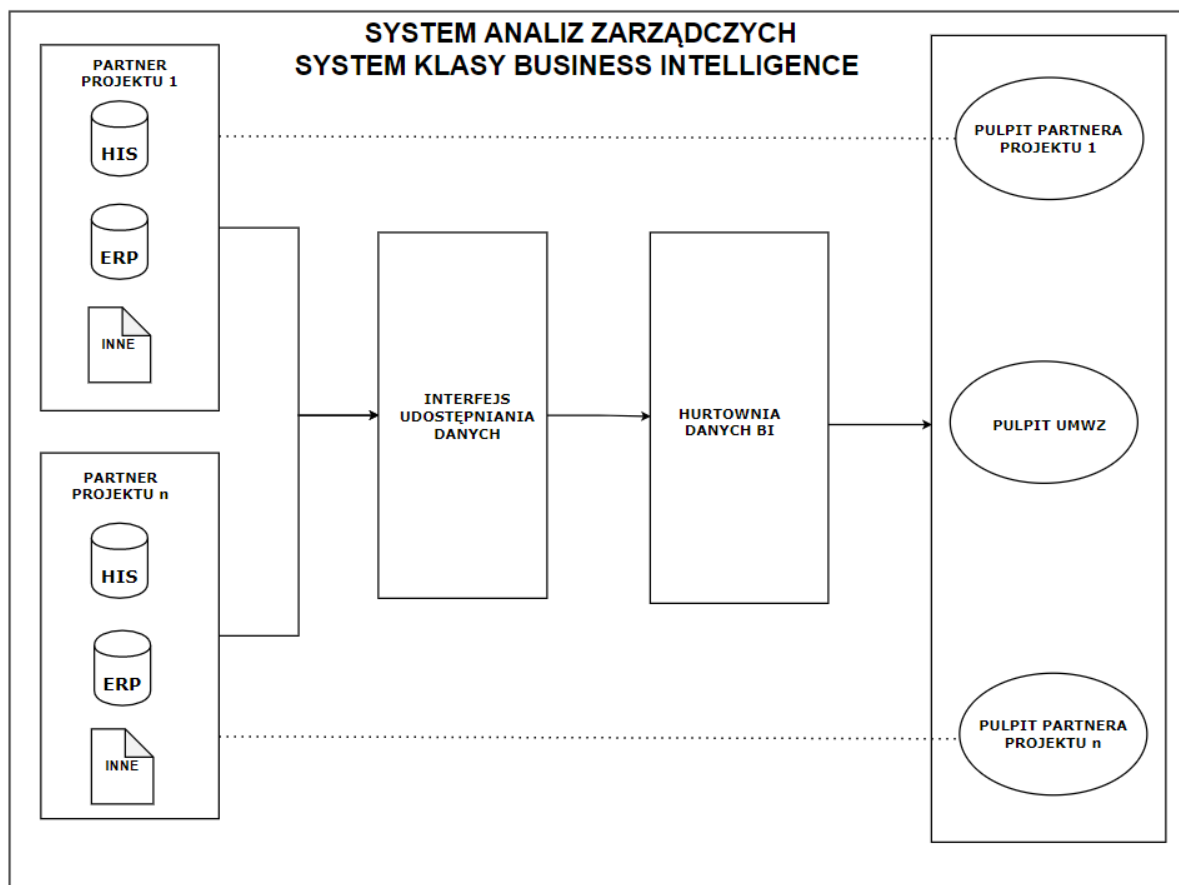 SYSTEM ANALIZ ZARZĄDCZYCH
SYSTEM KLASY BUSINESS INTELLIGENCE
PARTNER
PROJEKTU 1
HIS
ERP
INNE
PARTNER
PROJEKTU n
HIS
ERP
INNE
INTERFEJS
UDOSTĘPNIANIA
DANYCH
HURTOWNIA
DANYCH BI
PULPIT PARTNERA
PROJEKTU 1
PULPIT UMWZ
PULPIT PARTNERA
PROJEKTU n